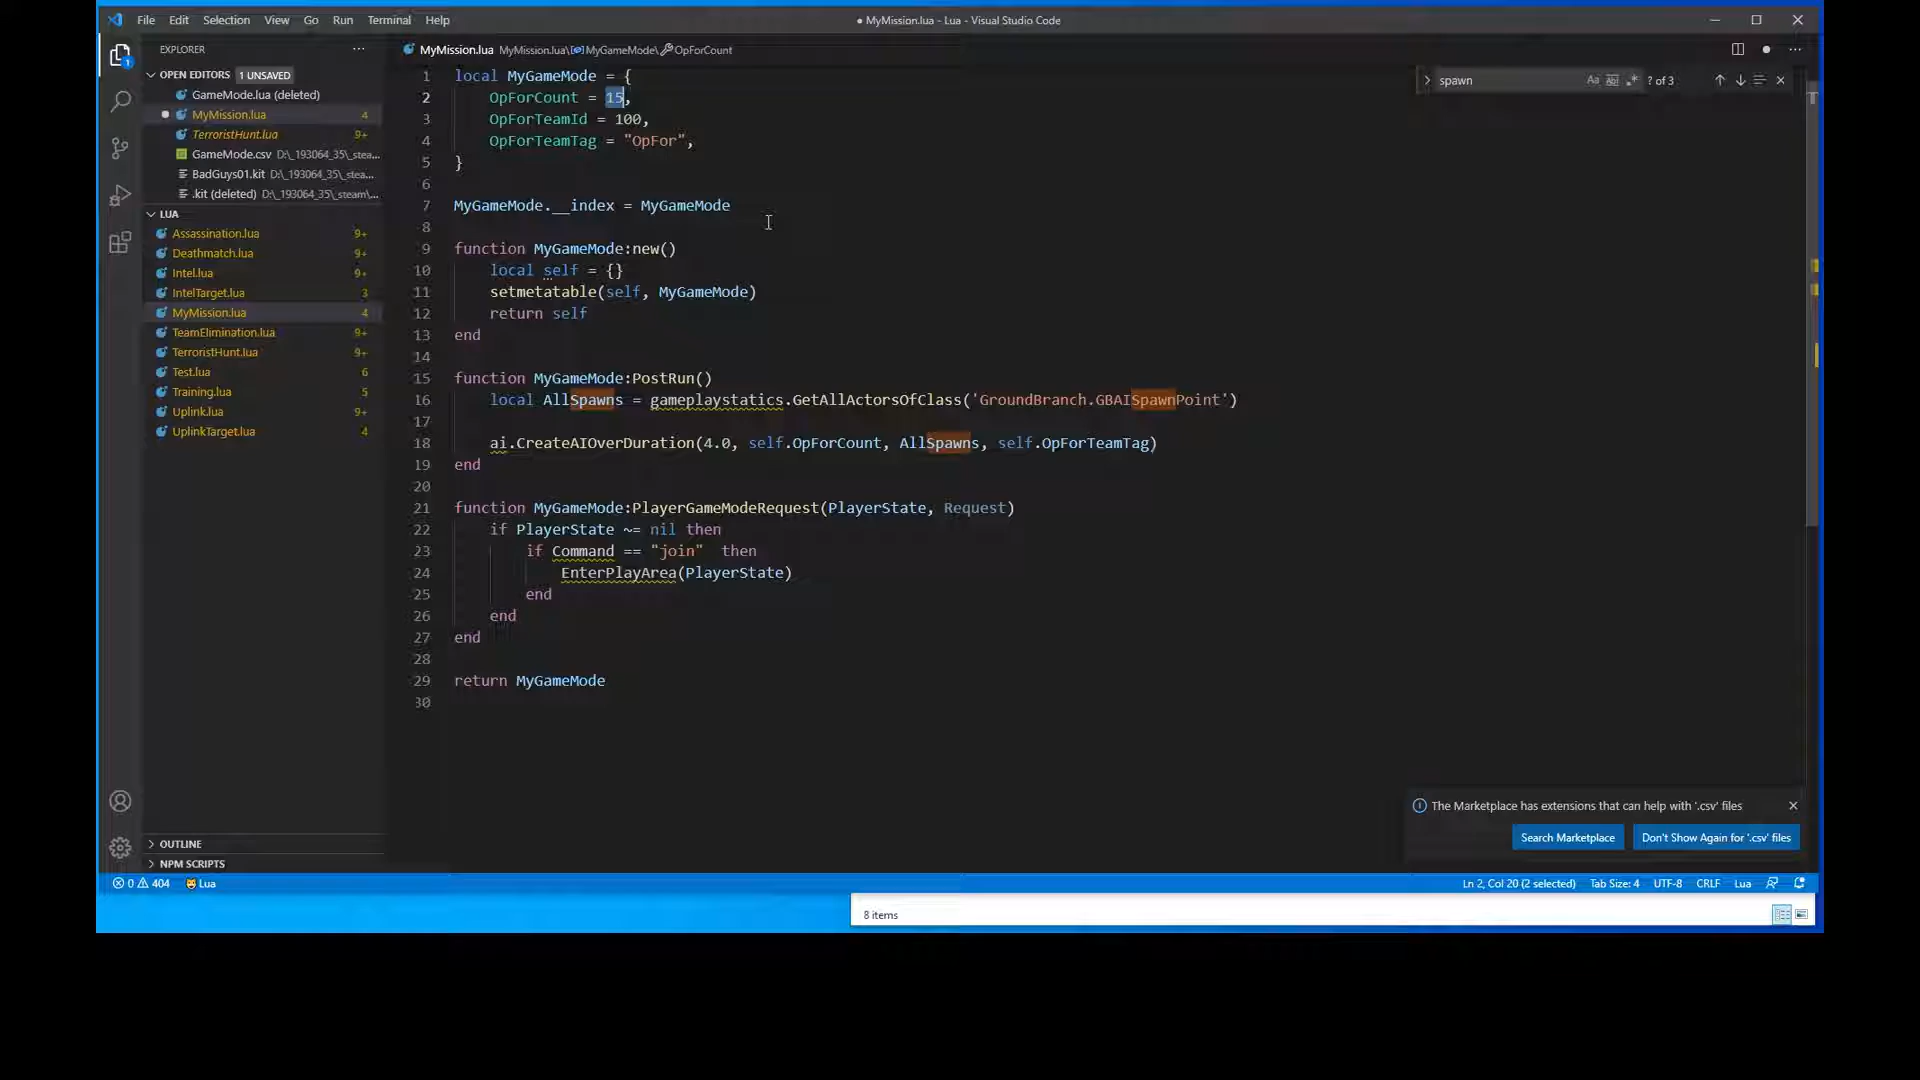 File Edit Selection View Go Run Terminal Help
● MyMission.lua - Lua - Visual Studio Code
EXPLORER
OPEN EDITORS 1 UNSAVED
GameMode.lua (deleted)
MyMission.lua 4
TerroristHunt.lua 9+
GameMode.csv D:\_193064_35\_stea...
BadGuys01.kit D:\_193064_35\_stea...
.kit (deleted) D:\_193064_35\_steam\...
LUA
Assassination.lua 9+
Deathmatch.lua 9+
Intel.lua 9+
IntelTarget.lua 3
MyMission.lua 4
TeamElimination.lua 9+
TerroristHunt.lua 9+
Test.lua 6
Training.lua 5
Uplink.lua 9+
UplinkTarget.lua 4
OUTLINE
NPM SCRIPTS
MyMission.lua MyMission.lua\MyGameMode\OpForCount
spawn Aa ? of 3
1 local MyGameMode = {
2 OpForCount = 15,
3 OpForTeamId = 100,
4 OpForTeamTag = "OpFor",
5 }
6
7 MyGameMode.__index = MyGameMode
8
9 function MyGameMode:new()
10 local self = {}
11 setmetatable(self, MyGameMode)
12 return self
13 end
14
15 function MyGameMode:PostRun()
16 local AllSpawns = gameplaystatics.GetAllActorsOfClass('GroundBranch.GBAISpawnPoint')
17
18 ai.CreateAIOverDuration(4.0, self.OpForCount, AllSpawns, self.OpForTeamTag)
19 end
20
21 function MyGameMode:PlayerGameModeRequest(PlayerState, Request)
22 if PlayerState ~= nil then
23 if Command == "join"  then
24 EnterPlayArea(PlayerState)
25 end
26 end
27 end
28
29 return MyGameMode
30
The Marketplace has extensions that can help with '.csv' files
Search Marketplace Don't Show Again for '.csv' files
0 404 Lua Ln 2, Col 20 (2 selected) Tab Size: 4 UTF-8 CRLF Lua
8 items